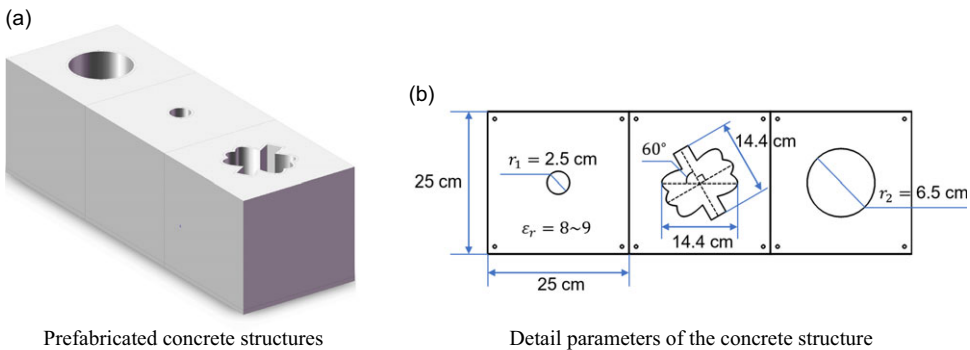 (a)
(b)
25 cm
r₁ = 2.5 cm
εᵣ = 8~9
25 cm
60°
14.4 cm
14.4 cm
r₂ = 6.5 cm
Prefabricated concrete structures
Detail parameters of the concrete structure